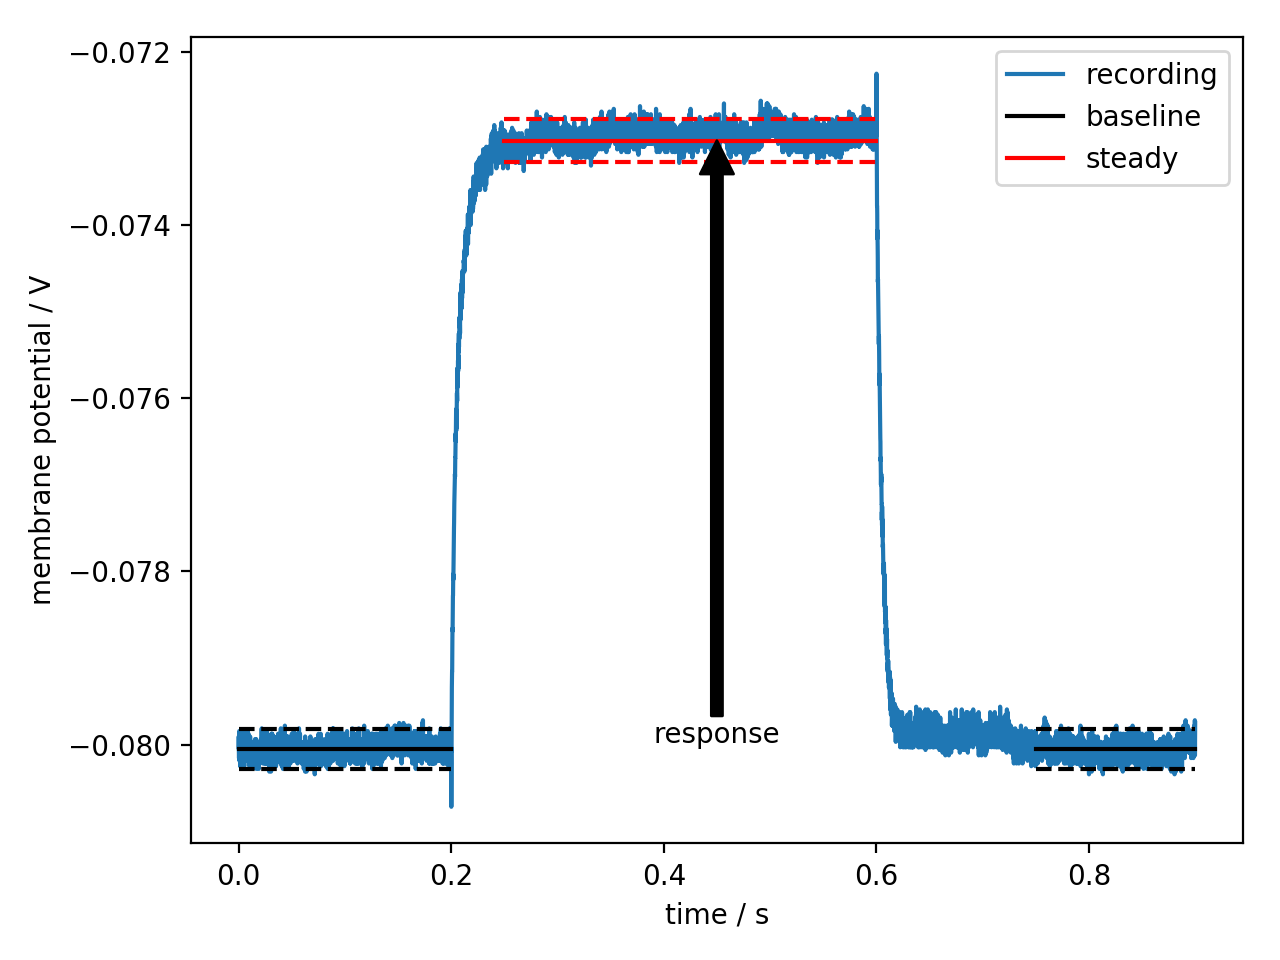 −0.072
−0.074
−0.076
−0.078
−0.080
membrane potential / V
recording
baseline
steady
response
0.0 0.2 0.4 0.6 0.8
time / s